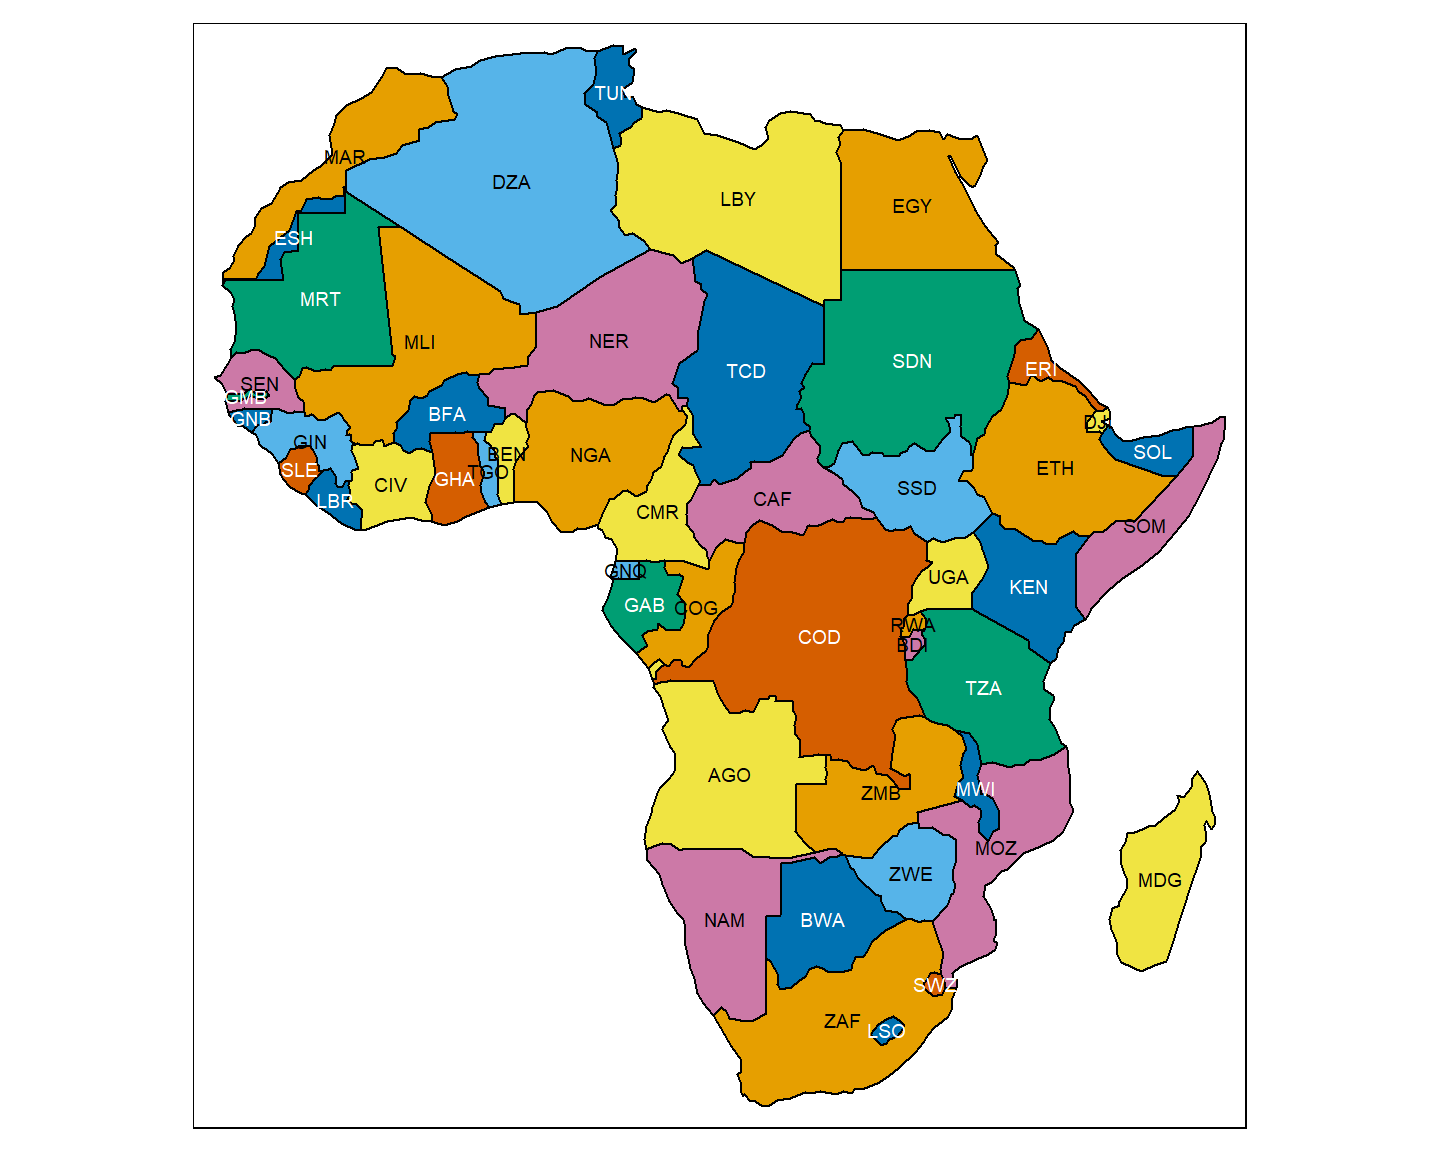 TUN
MAR
DZA
LBY
EGY
ESH
MRT
MLI
NER
TCD
SDN
ERI
SEN
GMB
GNB
GIN
BFA
DJI
SLE
LBR
CIV
GHA
TGO
BEN
NGA
CMR
CAF
SSD
ETH
SOL
SOM
GNQ
GAB
COG
COD
UGA
KEN
RWA
BDI
TZA
AGO
ZMB
MWI
MOZ
ZWE
MDG
NAM
BWA
SWZ
ZAF
LSO